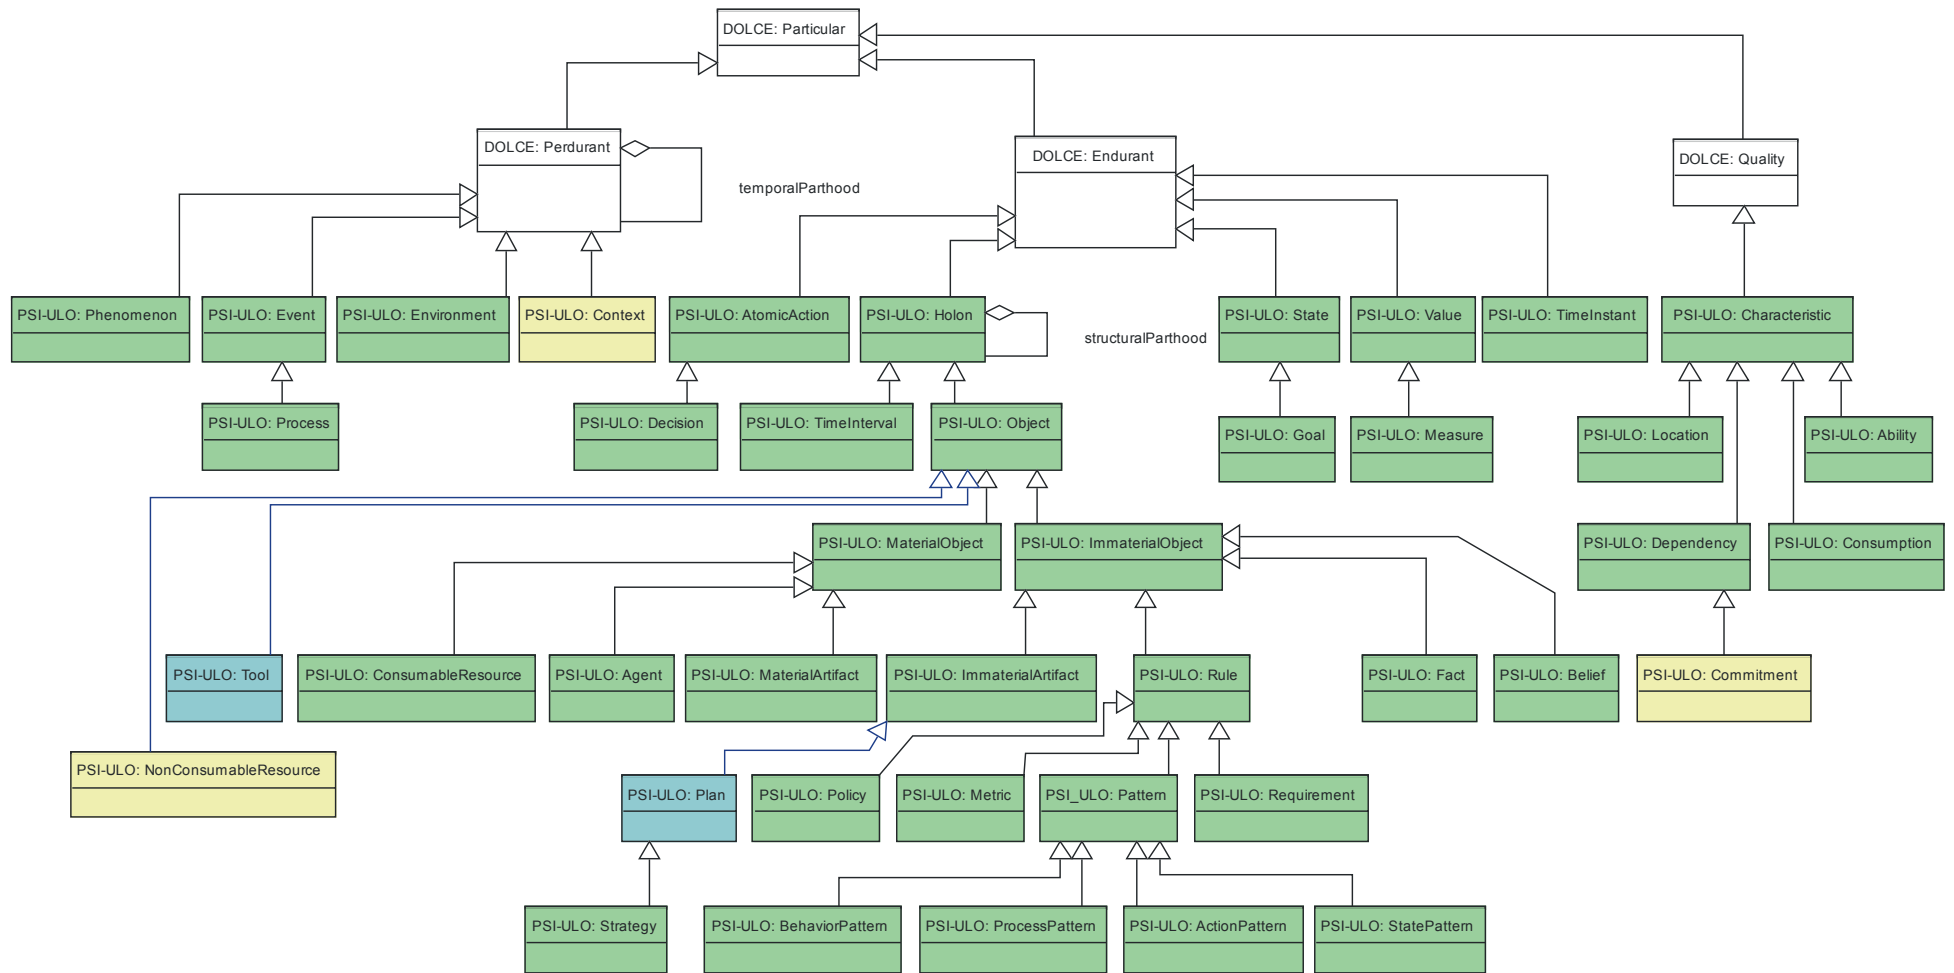 DOLCE: Particular
DOLCE: Perdurant
DOLCE: Endurant
DOLCE: Quality
temporalParthood
PSI-ULO: Phenomenon
PSI-ULO: Event
PSI-ULO: Environment
PSI-ULO: Context
PSI-ULO: AtomicAction
PSI-ULO: Holon
PSI-ULO: State
PSI-ULO: Value
PSI-ULO: TimeInstant
PSI-ULO: Characteristic
structuralParthood
PSI-ULO: Process
PSI-ULO: Decision
PSI-ULO: TimeInterval
PSI-ULO: Object
PSI-ULO: Goal
PSI-ULO: Measure
PSI-ULO: Location
PSI-ULO: Ability
PSI-ULO: MaterialObject
PSI-ULO: ImmaterialObject
PSI-ULO: Dependency
PSI-ULO: Consumption
PSI-ULO: Tool
PSI-ULO: ConsumableResource
PSI-ULO: Agent
PSI-ULO: MaterialArtifact
PSI-ULO: ImmaterialArtifact
PSI-ULO: Rule
PSI-ULO: Fact
PSI-ULO: Belief
PSI-ULO: Commitment
PSI-ULO: NonConsumableResource
PSI-ULO: Plan
PSI-ULO: Policy
PSI-ULO: Metric
PSI_ULO: Pattern
PSI-ULO: Requirement
PSI-ULO: Strategy
PSI-ULO: BehaviorPattern
PSI-ULO: ProcessPattern
PSI-ULO: ActionPattern
PSI-ULO: StatePattern